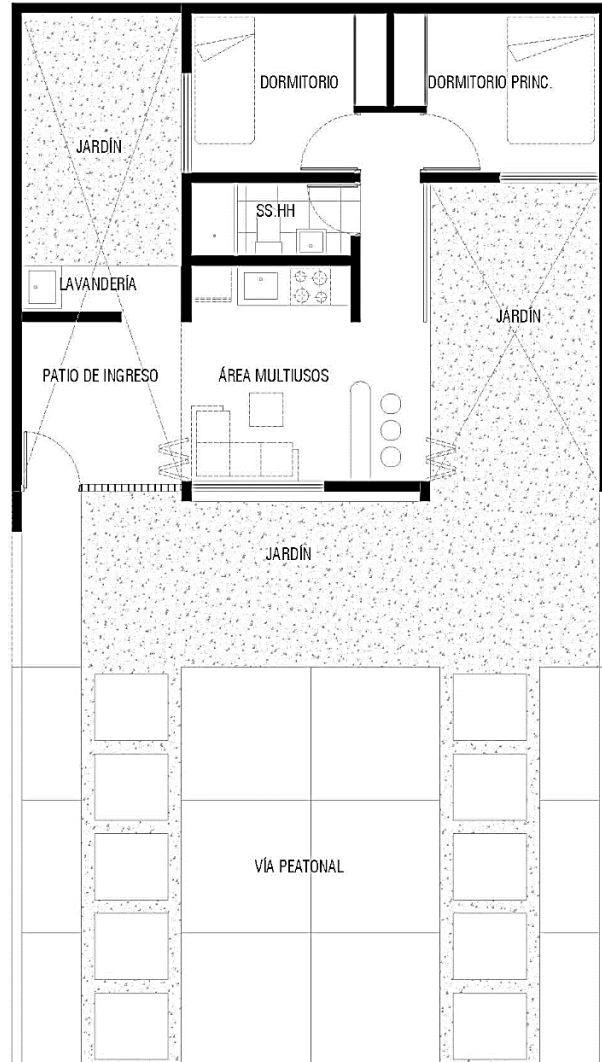 DORMITORIO
DORMITORIO PRINC.
JARDÍN
SS.HH
LAVANDERÍA
JARDÍN
PATIO DE INGRESO
ÁREA MULTIUSOS
JARDÍN
VÍA PEATONAL